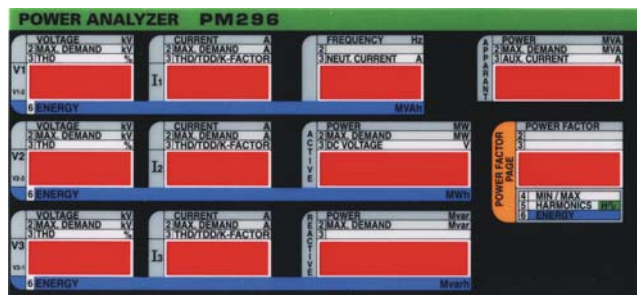 POWER ANALYZER PM296
VOLTAGE kV
2 MAX. DEMAND kV
3 THD %
V1
V1-2
CURRENT A
2 MAX. DEMAND A
3 THD/TDD/K-FACTOR
I1
FREQUENCY Hz
2
3 NEUT. CURRENT A
APPARANT
POWER MVA
2 MAX. DEMAND MVA
3 AUX. CURRENT A
6 ENERGY MVAh
VOLTAGE kV
2 MAX. DEMAND kV
3 THD %
V2
V2-3
CURRENT A
2 MAX. DEMAND A
3 THD/TDD/K-FACTOR
I2
ACTIVE
POWER MW
2 MAX. DEMAND MW
3 DC VOLTAGE V
6 ENERGY MWh
POWER FACTOR PAGE
POWER FACTOR
2
3
4 MIN / MAX
5 HARMONICS
6 ENERGY
VOLTAGE kV
2 MAX. DEMAND kV
3 THD %
V3
V3-1
CURRENT A
2 MAX. DEMAND A
3 THD/TDD/K-FACTOR
I3
REACTIVE
POWER Mvar
2 MAX. DEMAND Mvar
3
6 ENERGY Mvarh